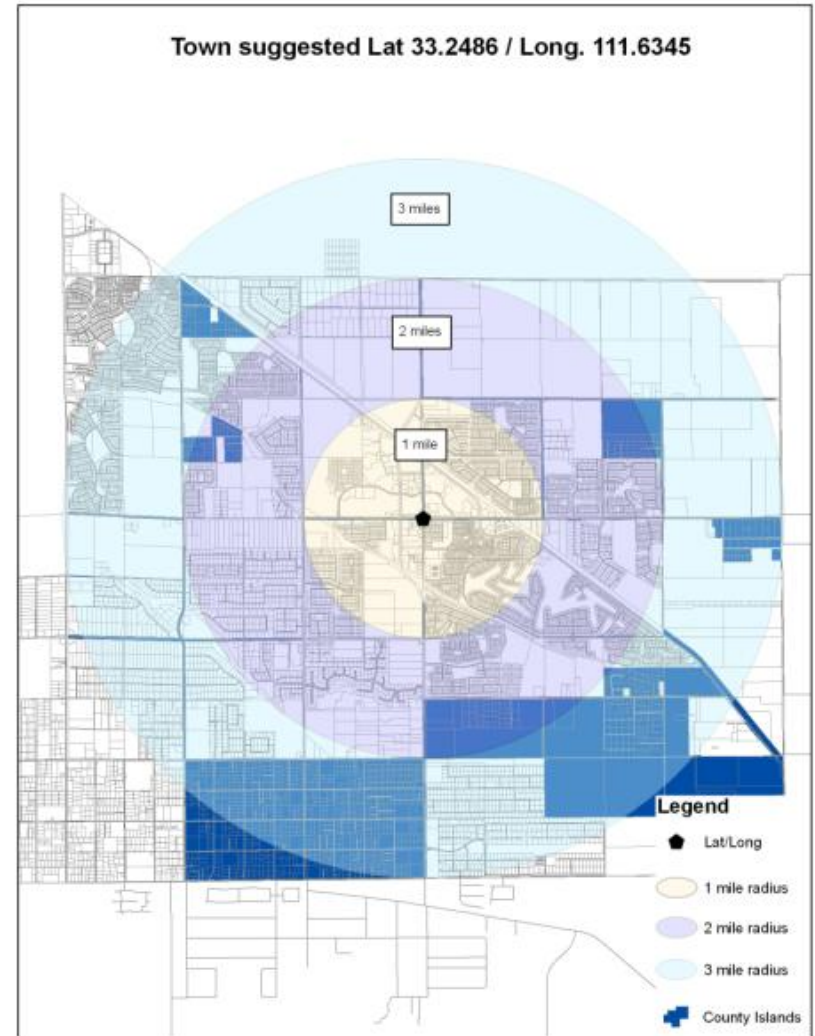 Town suggested Lat 33.2486 / Long. 111.6345
3 miles
2 miles
1 mile
Legend
Lat/Long
1 mile radius
2 mile radius
3 mile radius
County Islands